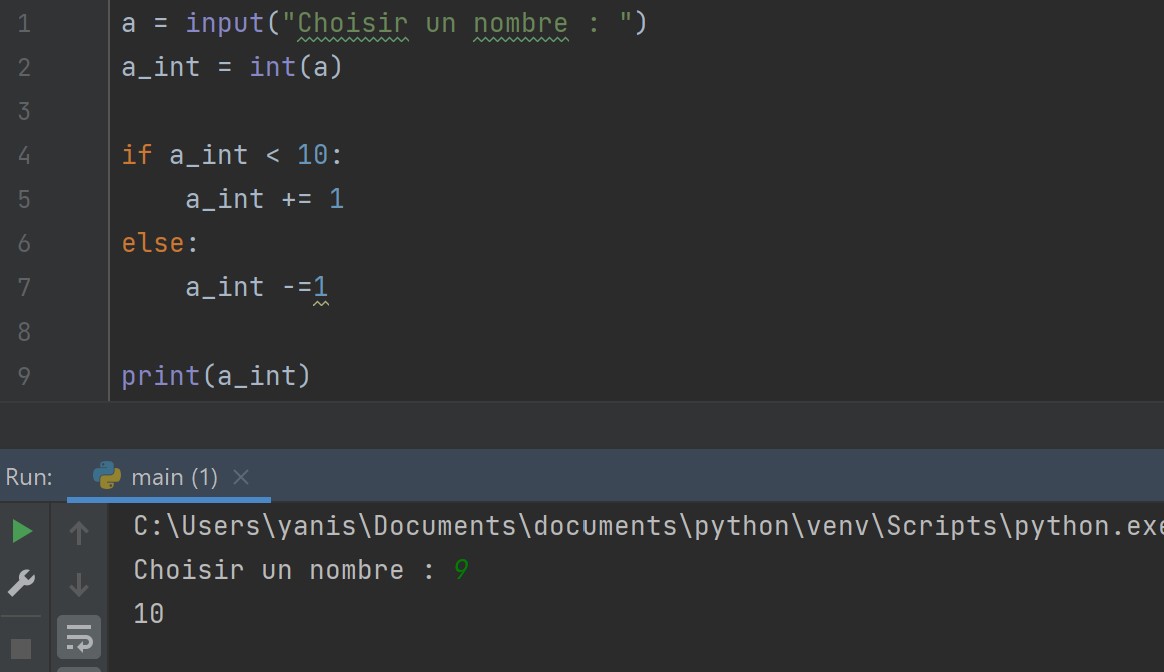 1 a = input("Choisir un nombre : ")
2 a_int = int(a)
3
4 if a_int < 10:
5     a_int += 1
6 else:
7     a_int -=1
8
9 print(a_int)
Run: main (1)
C:\Users\yanis\Documents\documents\python\venv\Scripts\python.exe
Choisir un nombre : 9
10